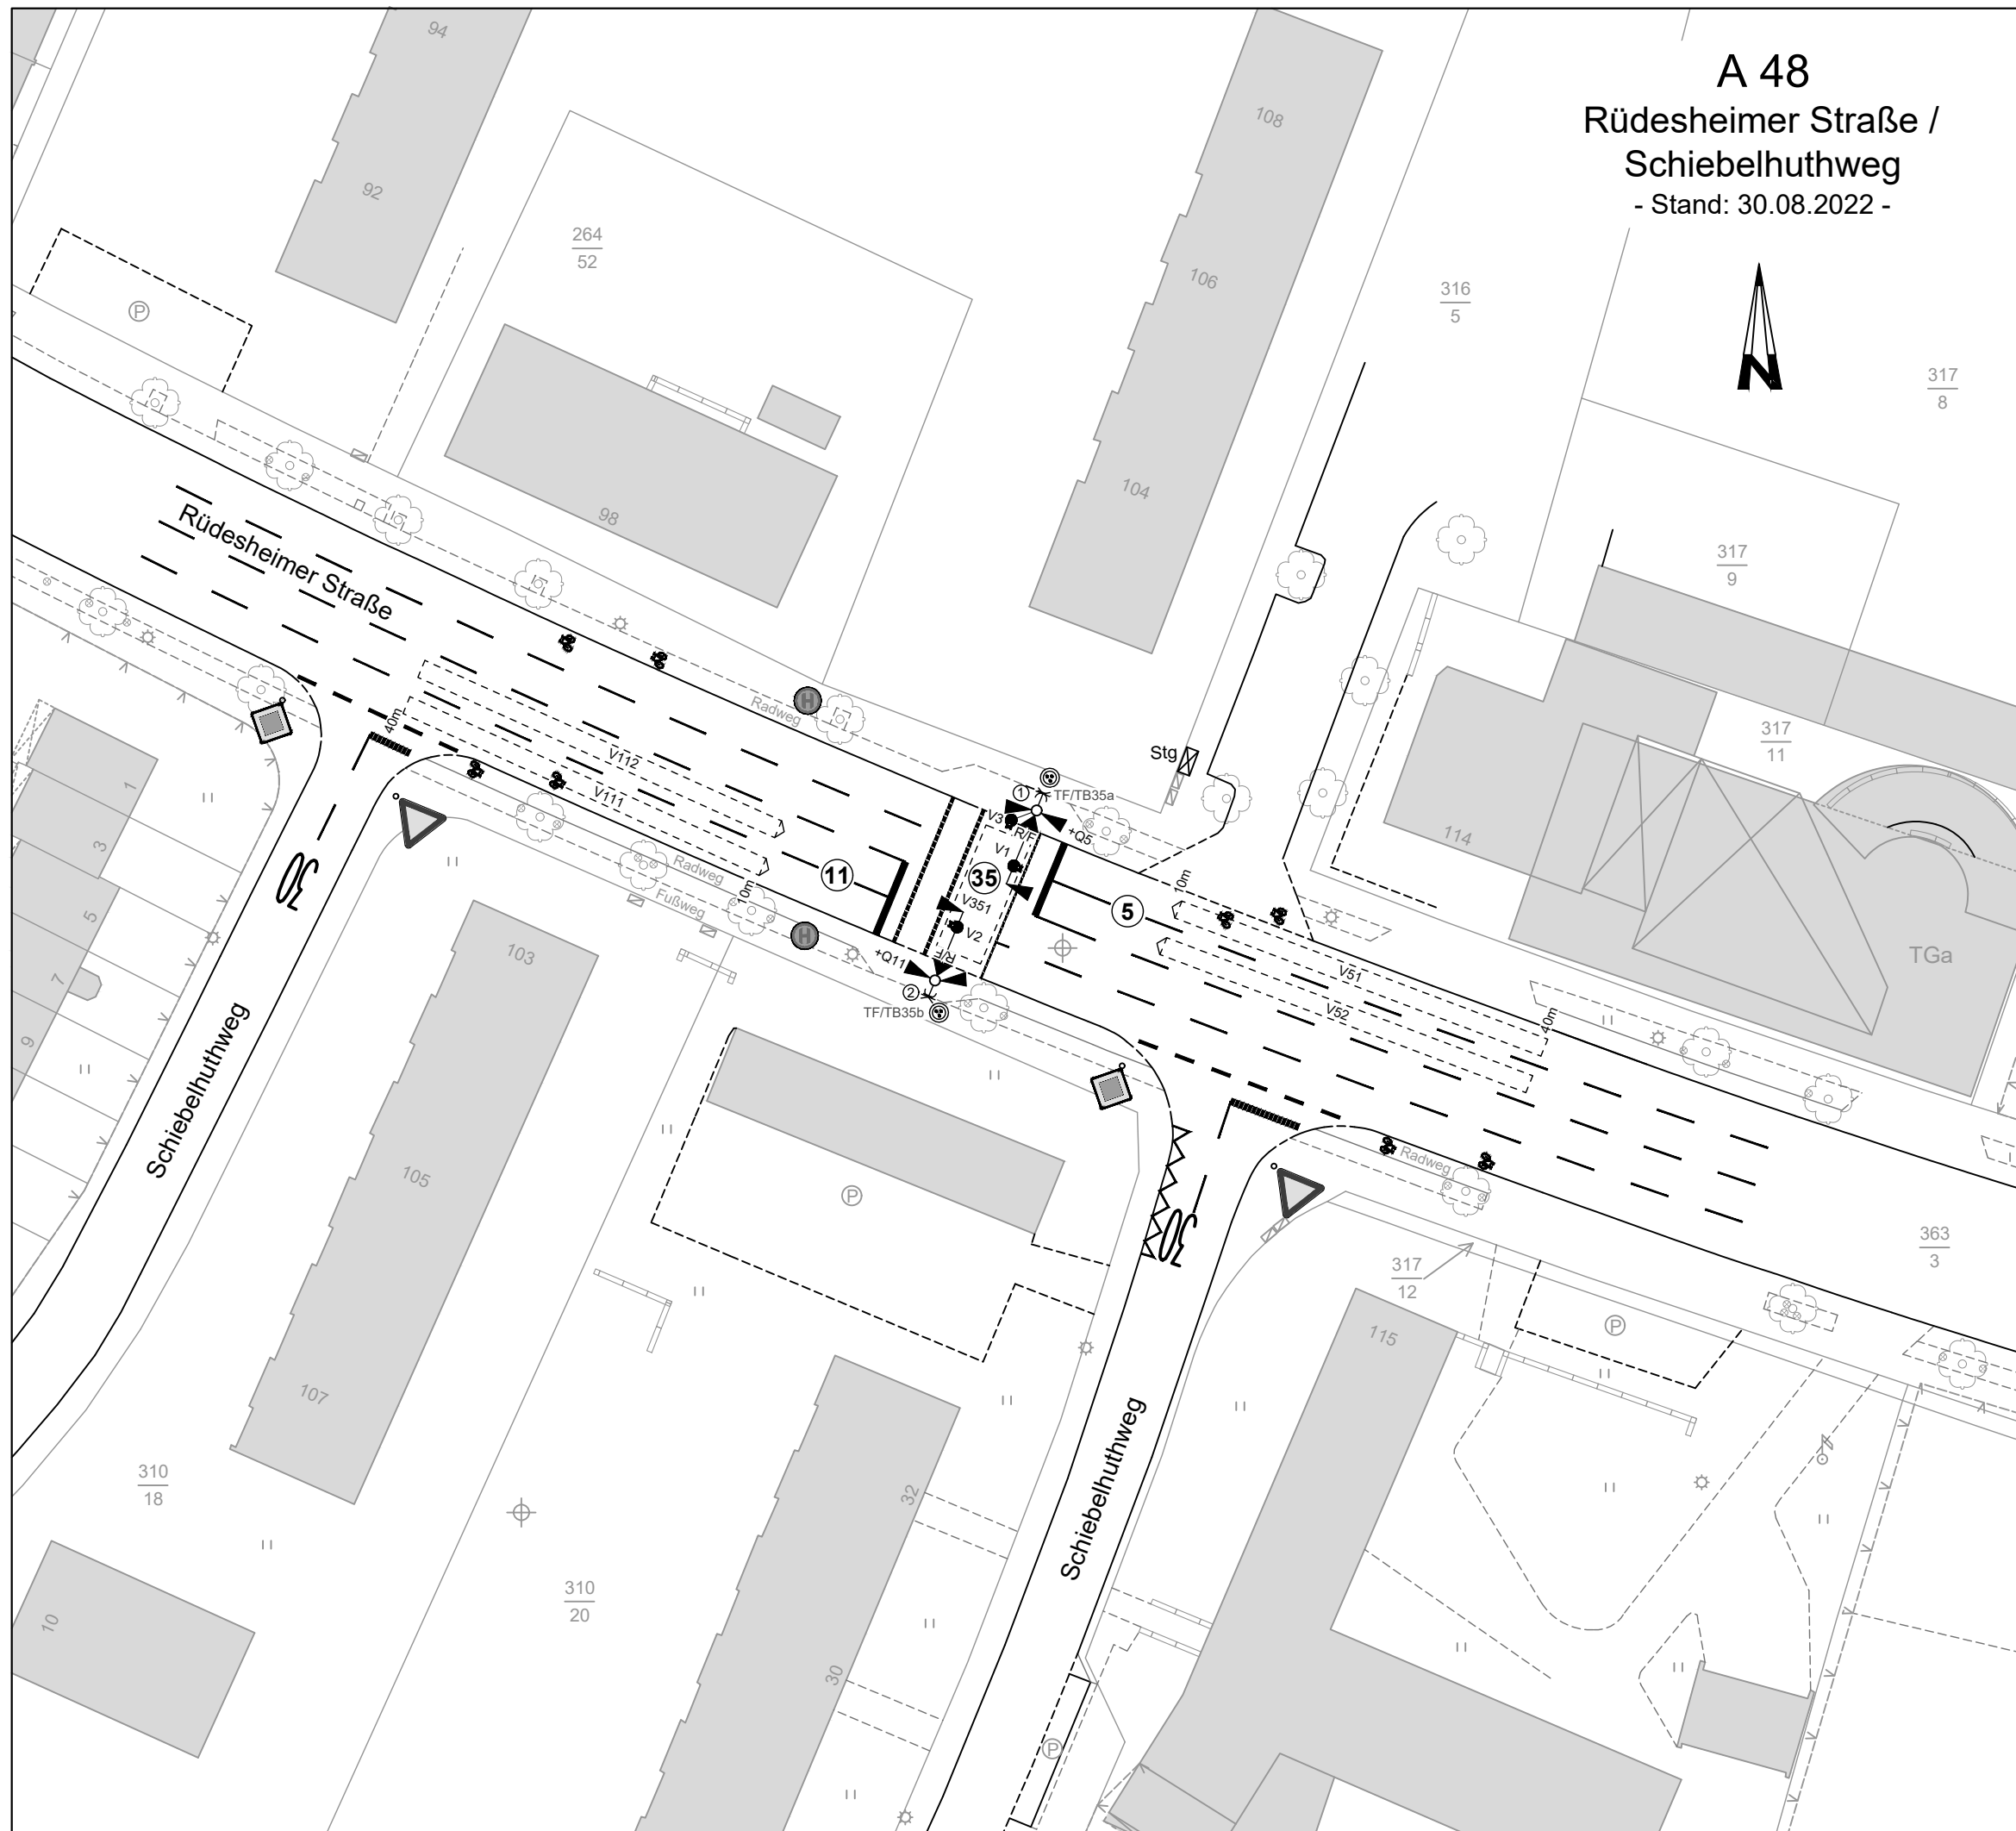 A 48
Rüdesheimer Straße /
Schiebelhuthweg
- Stand: 30.08.2022 -
N
94
92
108
106
104
264
52
316
5
317
8
317
9
317
11
P
98
Rüdesheimer Straße
H
Radweg
Stg
1
TF/TB35a
+Q5
V3
R/F
V1
35
V351
V2
R/F
+Q11
2
TF/TB35b
40m
V112
V111
11
10m
Radweg
Fußweg
H
5
10m
V51
V52
40m
114
TGa
1
3
5
7
9
30
103
105
107
Schiebelhuthweg
P
30
Radweg
363
3
317
12
P
115
310
18
310
20
10
32
30
Schiebelhuthweg
P